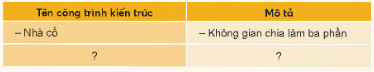 Tên công trình kiến trúc Mô tả
– Nhà cổ – Không gian chia làm ba phần
? ?